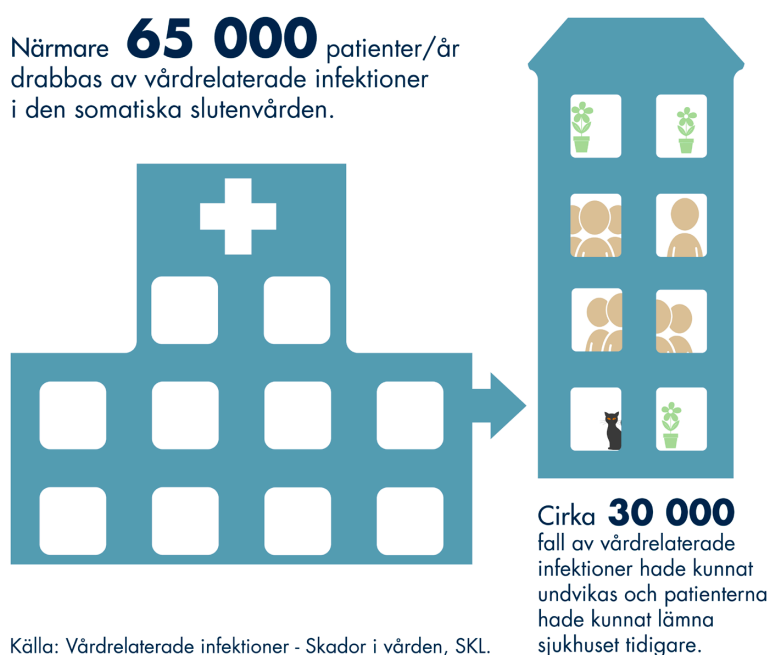 Närmare 65 000 patienter/år
drabbas av vårdrelaterade infektioner
i den somatiska slutenvården.
Cirka 30 000
fall av vårdrelaterade
infektioner hade kunnat
undvikas och patienterna
hade kunnat lämna
sjukhuset tidigare.
Källa: Vårdrelaterade infektioner - Skador i vården, SKL.